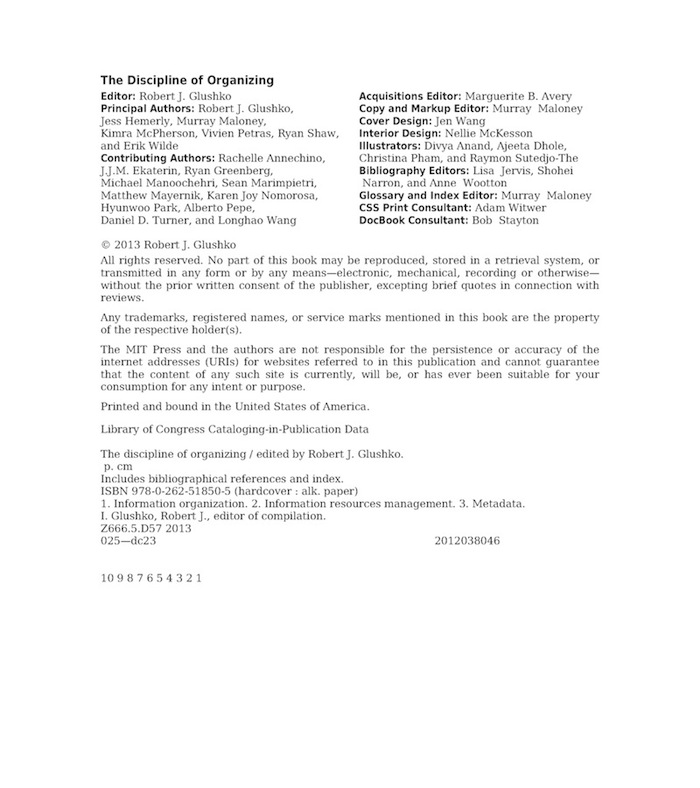 The Discipline of Organizing
Editor: Robert J. Glushko
Principal Authors: Robert J. Glushko,
Jess Hemerly, Murray Maloney,
Kimra McPherson, Vivien Petras, Ryan Shaw,
and Erik Wilde
Contributing Authors: Rachelle Annechino,
J.J.M. Ekaterin, Ryan Greenberg,
Michael Manoochehri, Sean Marimpietri,
Matthew Mayernik, Karen Joy Nomorosa,
Hyunwoo Park, Alberto Pepe,
Daniel D. Turner, and Longhao Wang
Acquisitions Editor: Marguerite B. Avery
Copy and Markup Editor: Murray Maloney
Cover Design: Jen Wang
Interior Design: Nellie McKesson
Illustrators: Divya Anand, Ajeeta Dhole,
Christina Pham, and Raymon Sutedjo-The
Bibliography Editors: Lisa Jervis, Shohei
Narron, and Anne Wootton
Glossary and Index Editor: Murray Maloney
CSS Print Consultant: Adam Witwer
DocBook Consultant: Bob Stayton
© 2013 Robert J. Glushko
All rights reserved. No part of this book may be reproduced, stored in a retrieval system, or
transmitted in any form or by any means—electronic, mechanical, recording or otherwise—
without the prior written consent of the publisher, excepting brief quotes in connection with
reviews.
Any trademarks, registered names, or service marks mentioned in this book are the property
of the respective holder(s).
The MIT Press and the authors are not responsible for the persistence or accuracy of the
internet addresses (URIs) for websites referred to in this publication and cannot guarantee
that the content of any such site is currently, will be, or has ever been suitable for your
consumption for any intent or purpose.
Printed and bound in the United States of America.
Library of Congress Cataloging-in-Publication Data
The discipline of organizing / edited by Robert J. Glushko.
p. cm
Includes bibliographical references and index.
ISBN 978-0-262-51850-5 (hardcover : alk. paper)
1. Information organization. 2. Information resources management. 3. Metadata.
I. Glushko, Robert J., editor of compilation.
Z666.5.D57 2013
025—dc23 2012038046
10 9 8 7 6 5 4 3 2 1